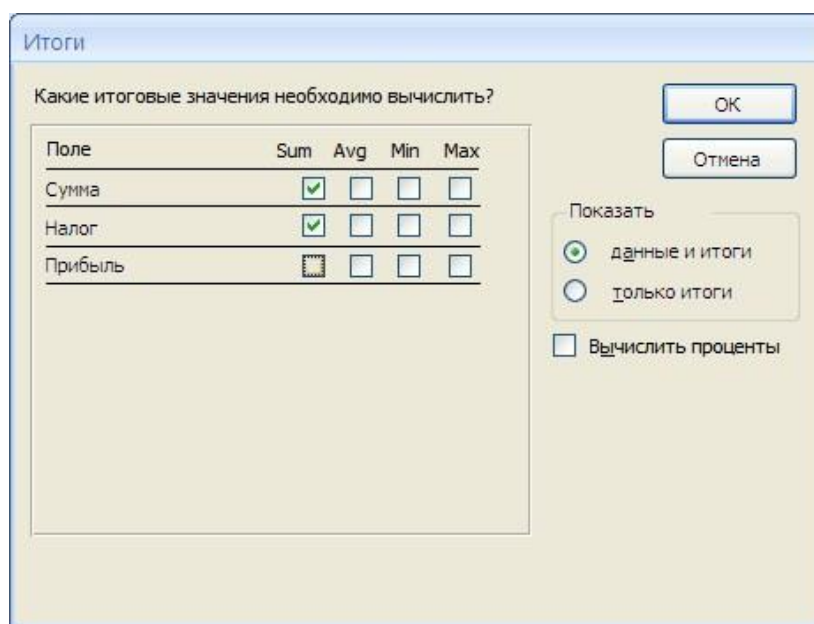 Итоги
Какие итоговые значения необходимо вычислить?
Поле Sum Avg Min Max
Сумма
Налог
Прибыль
ОК
Отмена
Показать
данные и итоги
только итоги
Вычислить проценты